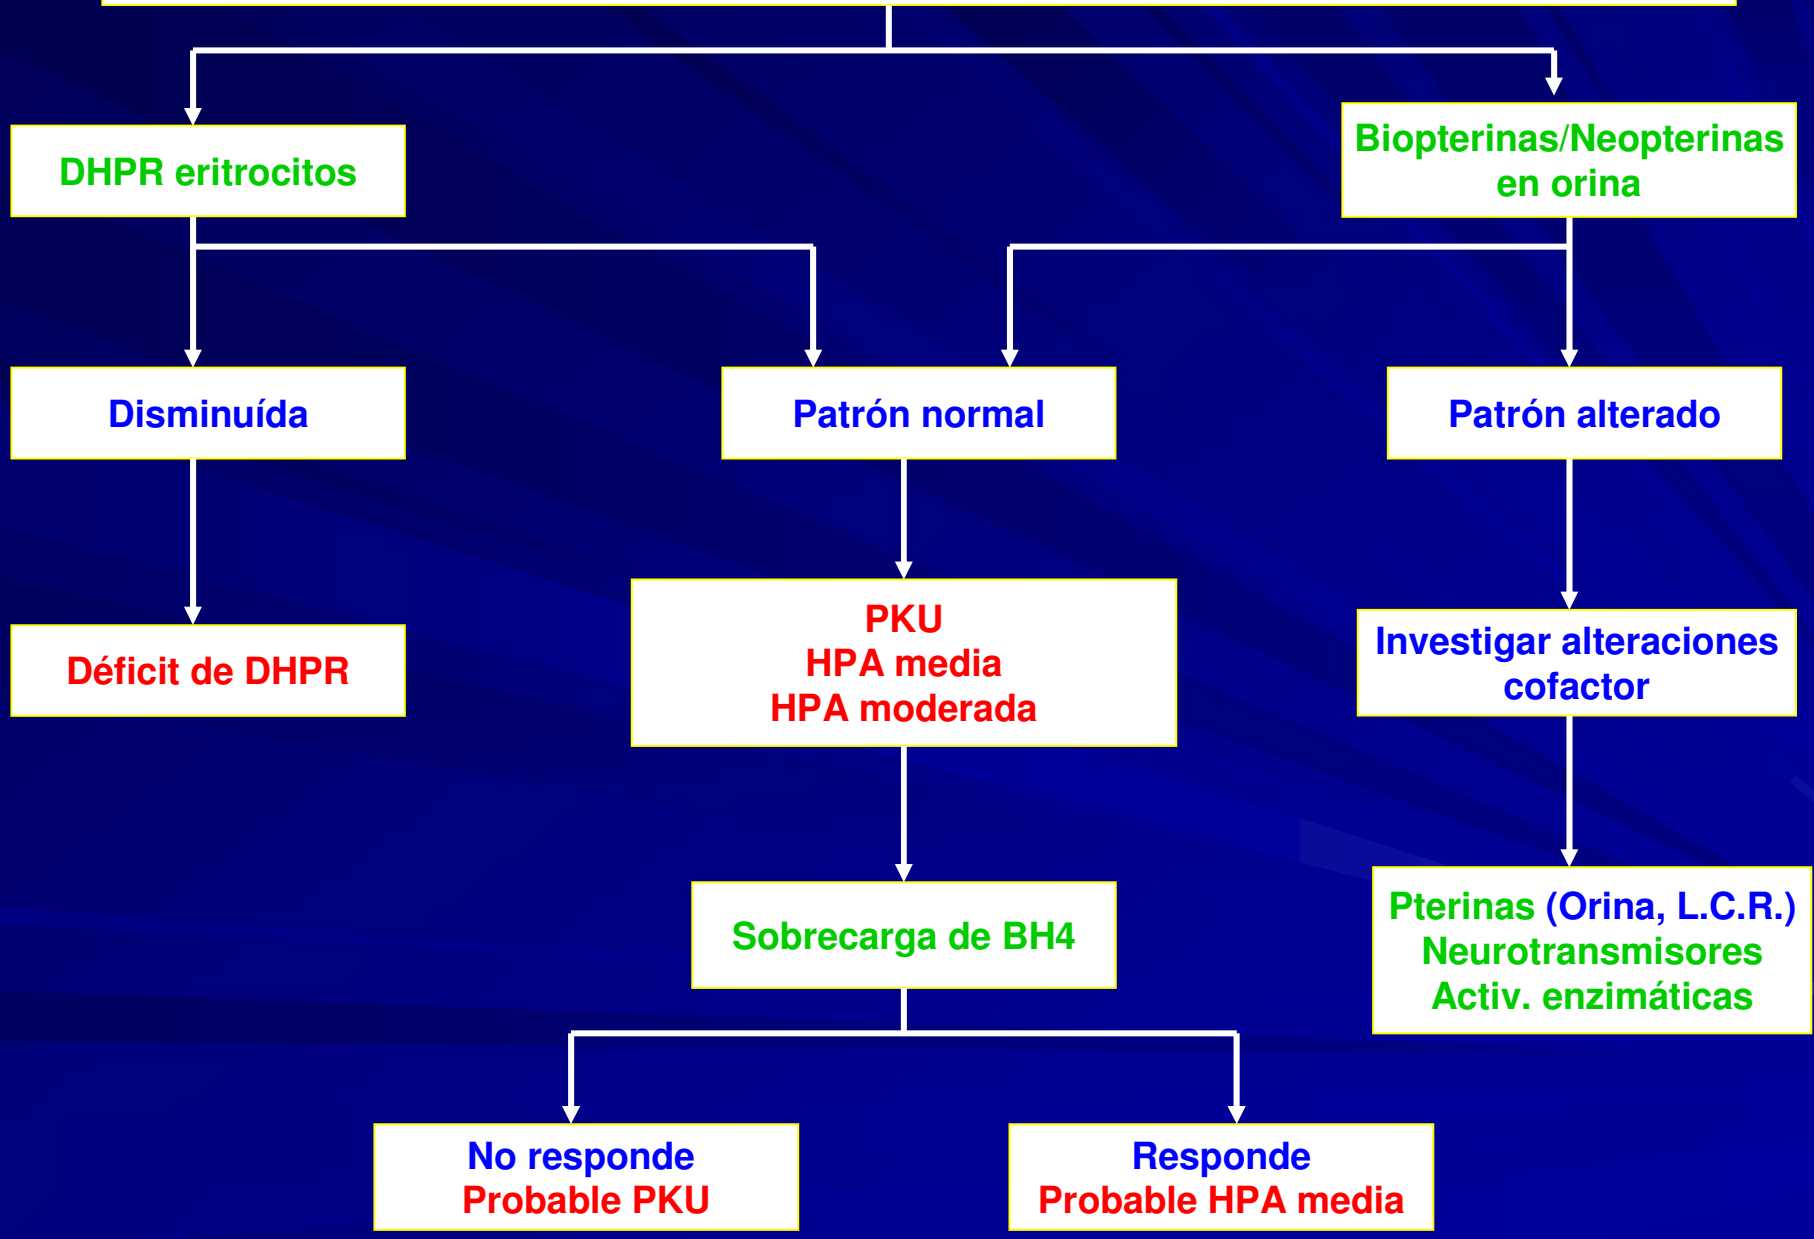 DHPR eritrocitos
Biopterinas/Neopterinas
en orina
Disminuída
Patrón normal
Patrón alterado
Déficit de DHPR
PKU
HPA media
HPA moderada
Investigar alteraciones
cofactor
Sobrecarga de BH4
Pterinas (Orina, L.C.R.)
Neurotransmisores
Activ. enzimáticas
No responde
Probable PKU
Responde
Probable HPA media